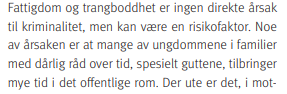 Fattigdom og trangboddhet er ingen direkte årsak
til kriminalitet, men kan være en risikofaktor. Noe
av årsaken er at mange av ungdommene i familier
med dårlig råd over tid, spesielt guttene, tilbringer
mye tid i det offentlige rom. Der ute er det, i mot-